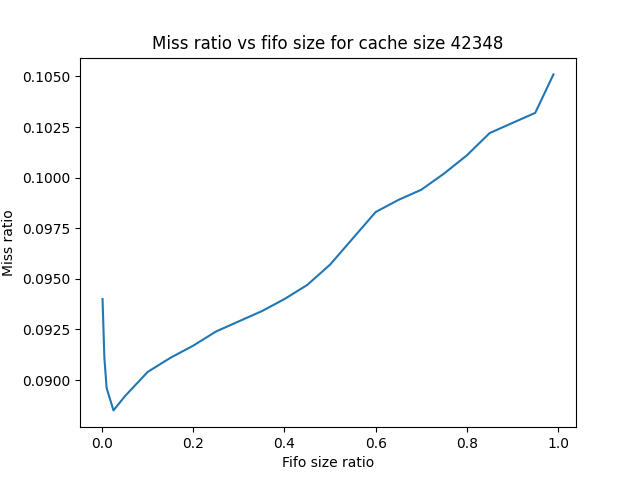 Miss ratio vs fifo size for cache size 42348
0.1050
0.1025
0.1000
0.0975
0.0950
0.0925
0.0900
Miss ratio
0.0 0.2 0.4 0.6 0.8 1.0
Fifo size ratio